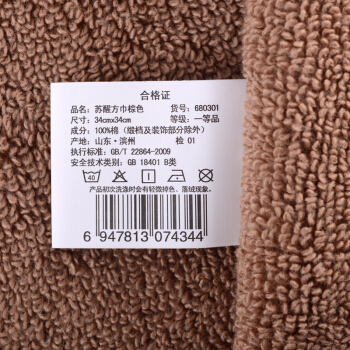 合格证
品名：苏醒方巾棕色 货号：680301
尺寸：34cmx34cm 等级：一等品
成分：100%棉（缎档及装饰部分除外）
产地：山东·滨州 检 01
执行标准：GB/T 22864-2009
安全技术类别：GB 18401 B类
40
产品初次洗涤时会有轻微掉色、落绒现象。
6 947813 074344 >